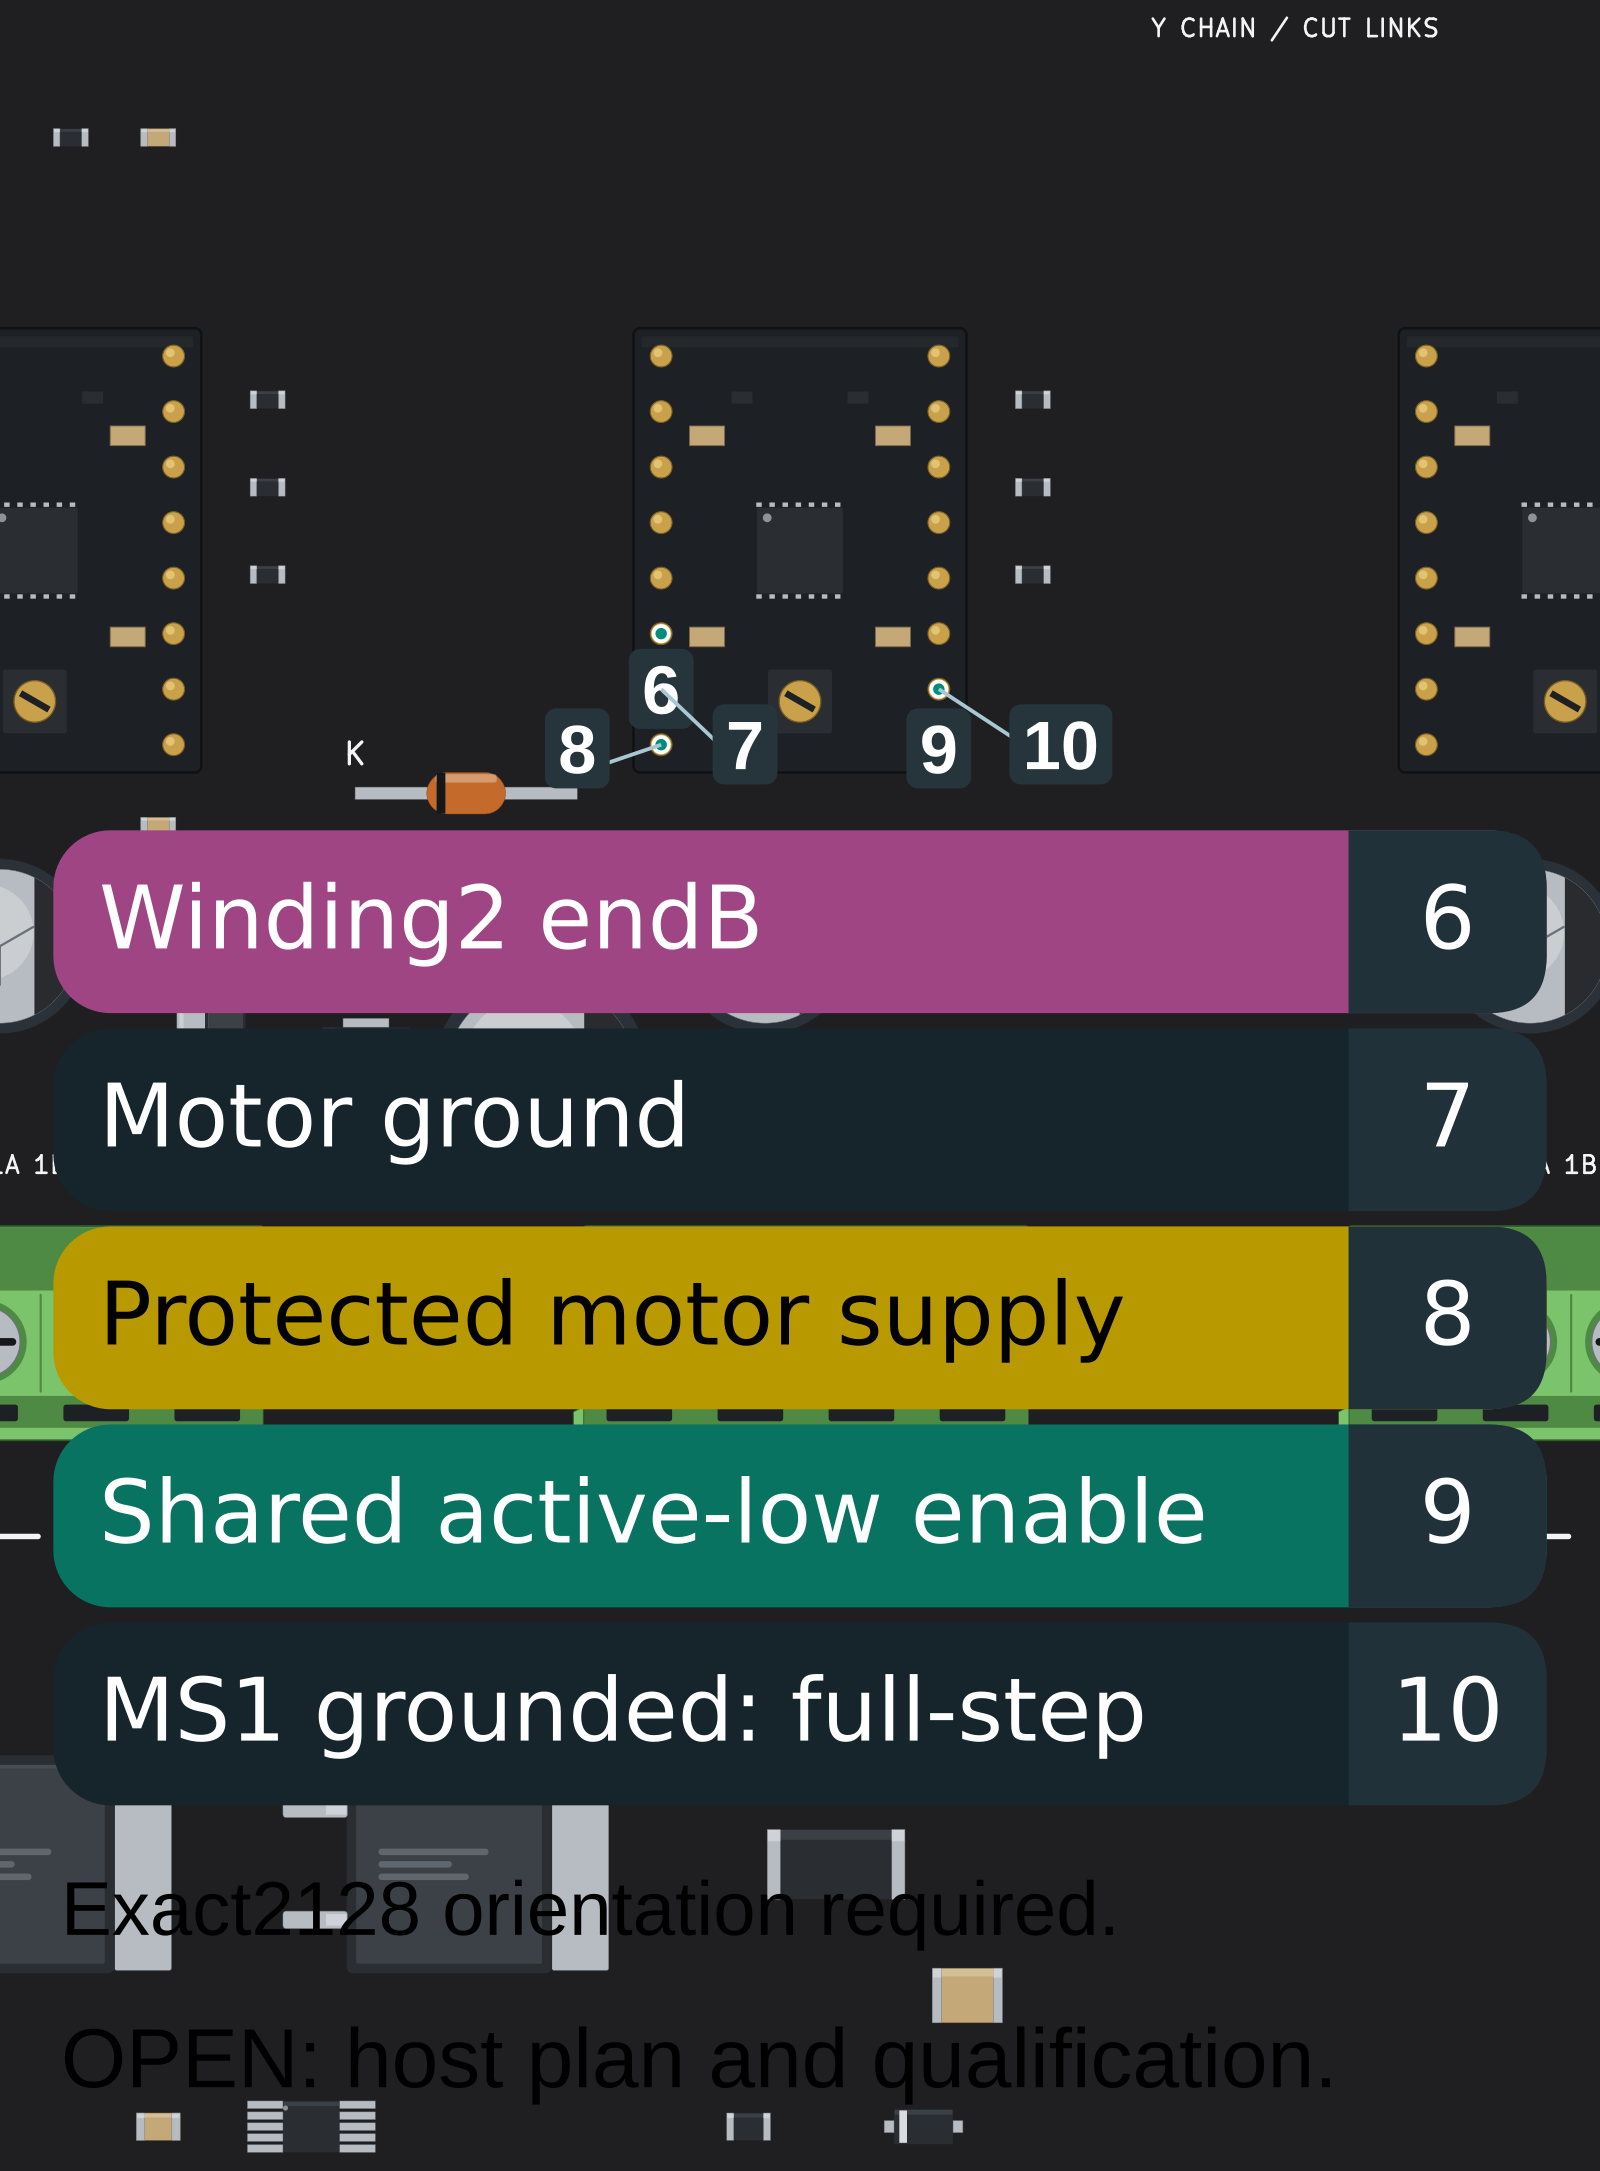 Y CHAIN / CUT LINKS
6
8
7
9
10
K
Winding2 endB 6
Motor ground 7
1B
Protected motor supply 8
Shared active-low enable 9
MS1 grounded: full-step 10
Exact2128 orientation required.
OPEN: host plan and qualification.